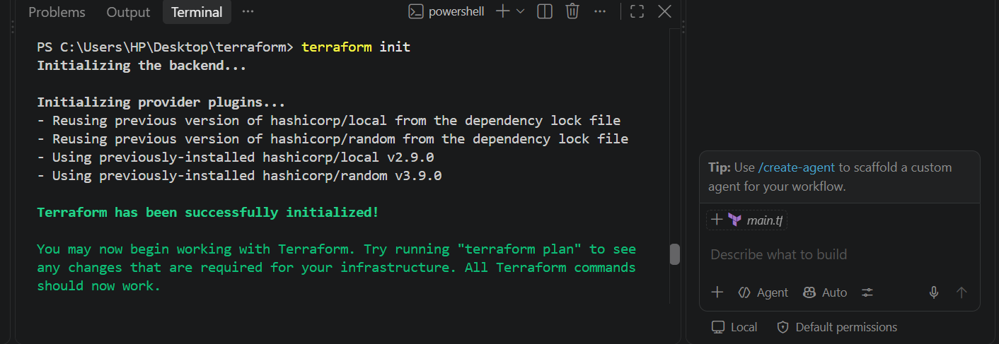 Problems Output Terminal ··· powershell ···
PS C:\Users\HP\Desktop\terraform> terraform init
Initializing the backend...
Initializing provider plugins...
- Reusing previous version of hashicorp/local from the dependency lock file
- Reusing previous version of hashicorp/random from the dependency lock file
- Using previously-installed hashicorp/local v2.9.0
- Using previously-installed hashicorp/random v3.9.0
Terraform has been successfully initialized!
You may now begin working with Terraform. Try running "terraform plan" to see
any changes that are required for your infrastructure. All Terraform commands
should now work.
Tip: Use /create-agent to scaffold a custom
agent for your workflow.
main.tf
Describe what to build
Agent Auto
Local Default permissions